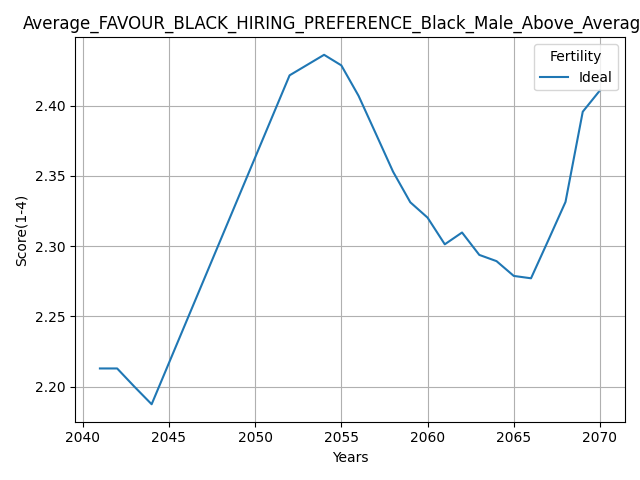 Average_FAVOUR_BLACK_HIRING_PREFERENCE_Black_Male_Above_Averag
Fertility
Ideal
2.40
2.35
2.30
2.25
2.20
Score(1-4)
2040 2045 2050 2055 2060 2065 2070
Years